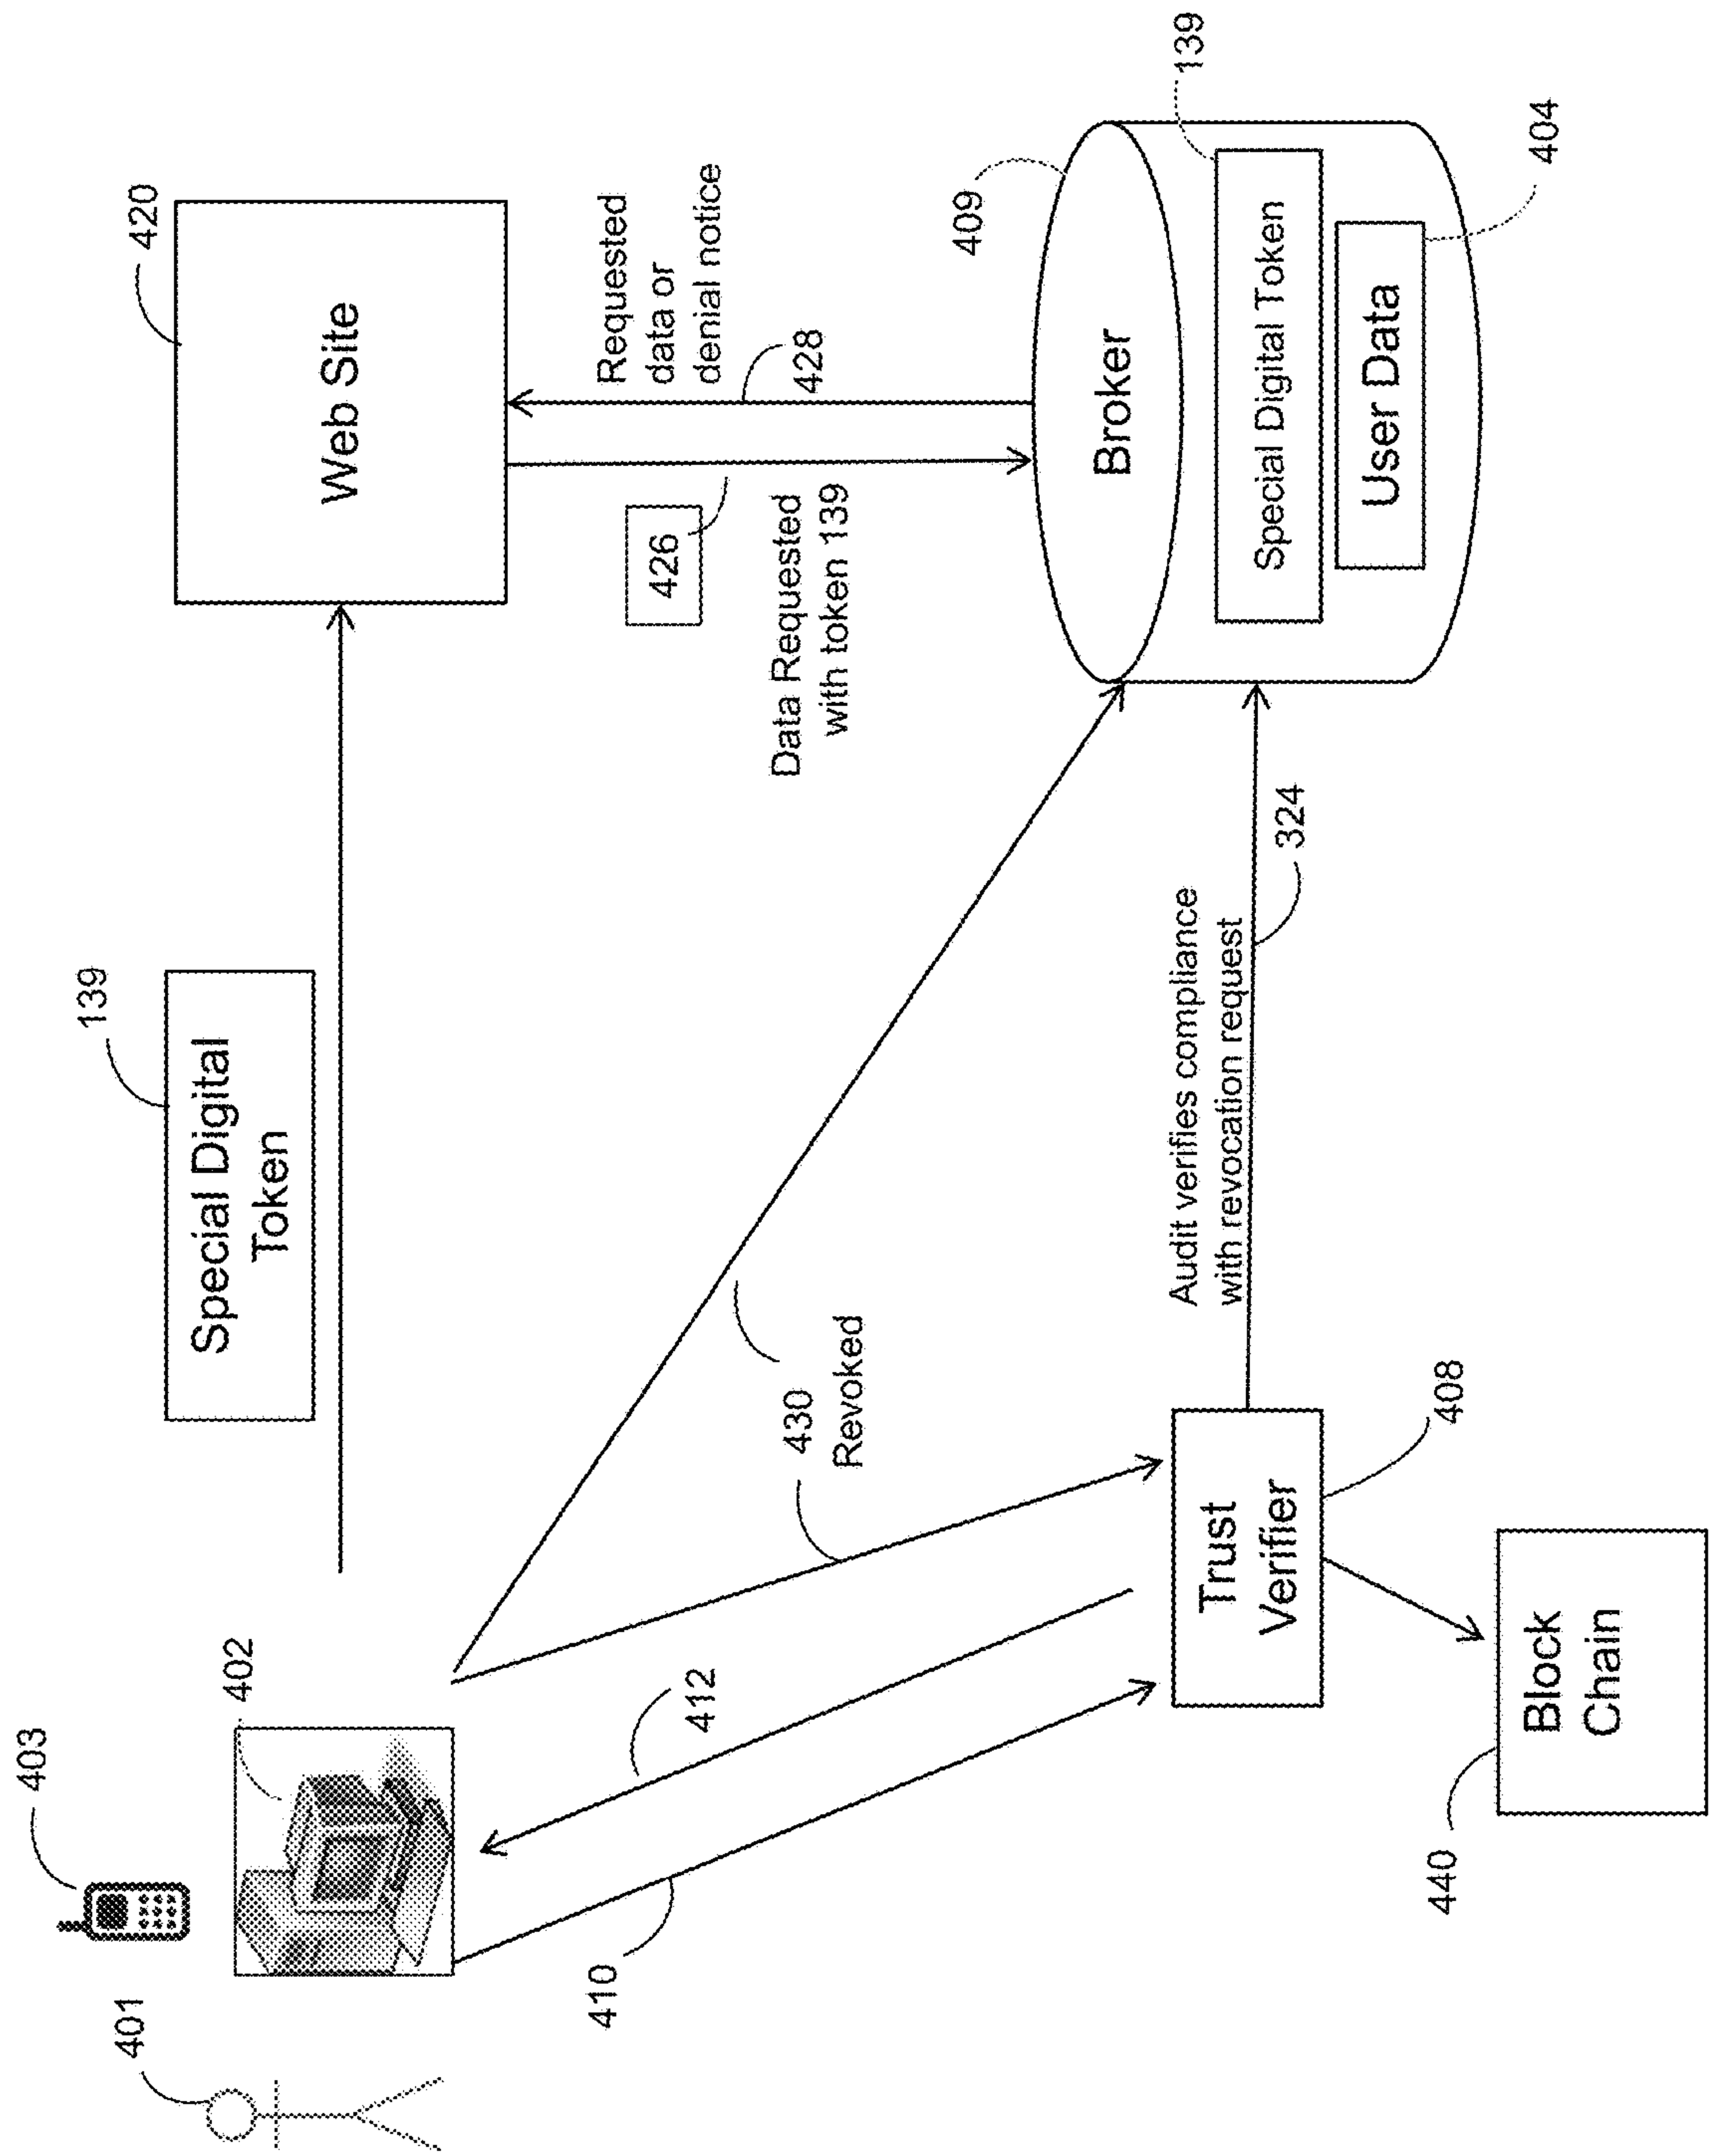 401
403
402
139
Special Digital
Token
420
Web Site
410
412
430
Revoked
426
Data Requested
with token 139
Requested
data or
denial notice
428
409
Broker
139
Special Digital Token
User Data
404
Audit verifies compliance
with revocation request
324
Trust
Verifier
408
440
Block
Chain